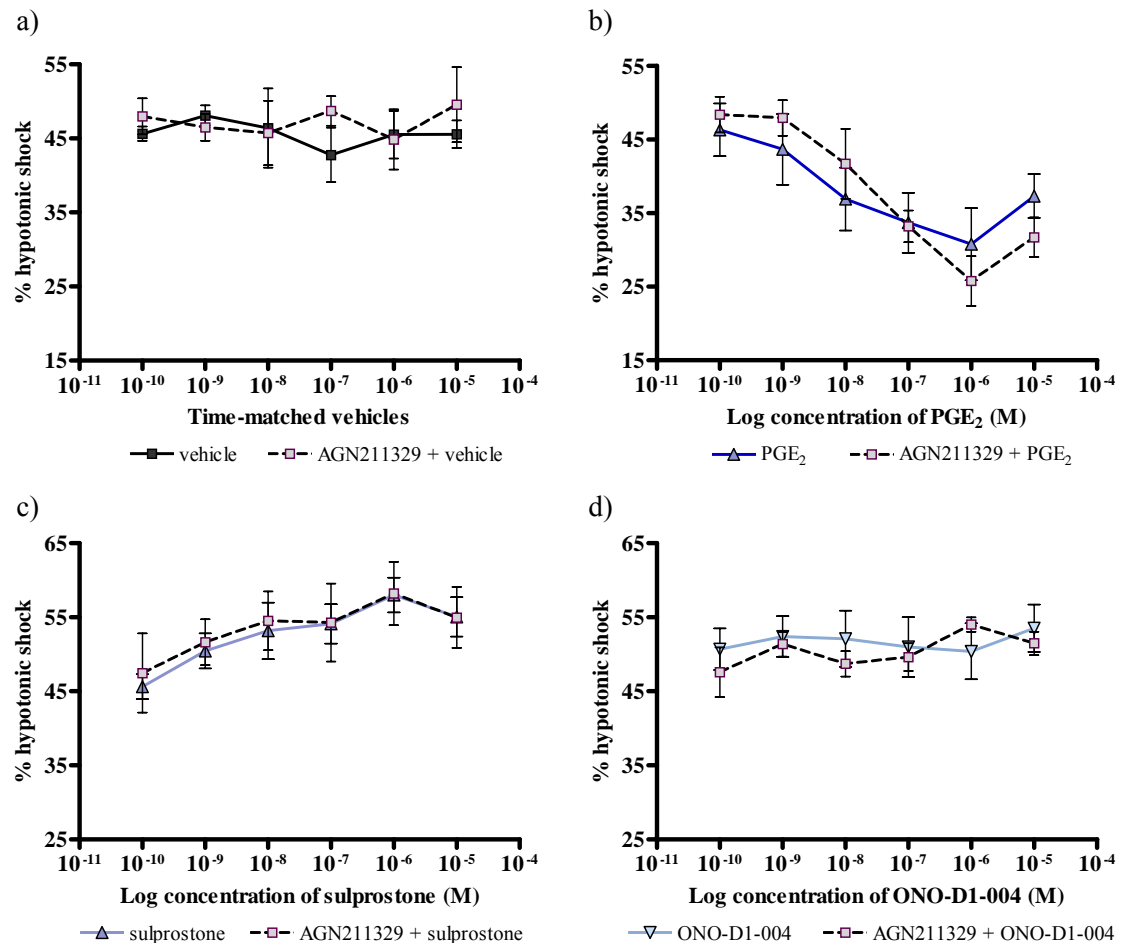 a)
% hypotonic shock
55
45
35
25
15
10-11 10-10 10-9 10-8 10-7 10-6 10-5 10-4
Time-matched vehicles
vehicle AGN211329 + vehicle
b)
% hypotonic shock
55
45
35
25
15
10-11 10-10 10-9 10-8 10-7 10-6 10-5 10-4
Log concentration of PGE2 (M)
PGE2 AGN211329 + PGE2
c)
% hypotonic shock
65
55
45
35
25
10-11 10-10 10-9 10-8 10-7 10-6 10-5 10-4
Log concentration of sulprostone (M)
sulprostone AGN211329 + sulprostone
d)
% hypotonic shock
65
55
45
35
25
10-11 10-10 10-9 10-8 10-7 10-6 10-5 10-4
Log concentration of ONO-D1-004 (M)
ONO-D1-004 AGN211329 + ONO-D1-004